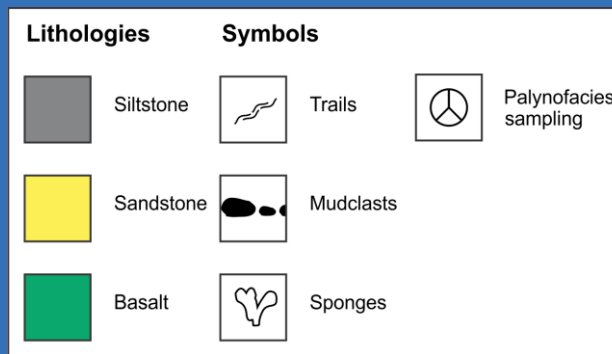 Lithologies
Symbols
Siltstone
Trails
Palynofacies
sampling
Sandstone
Mudclasts
Basalt
Sponges